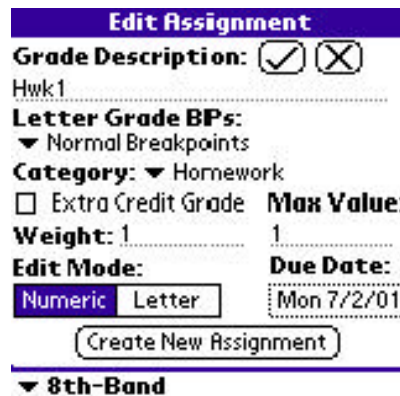 Edit Assignment
Grade Description:
Hwk1
Letter Grade BPs:
Normal Breakpoints
Category: Homework
Extra Credit Grade Max Value:
Weight: 1 1
Edit Mode: Due Date:
Numeric Letter Mon 7/2/01
Create New Assignment
8th-Band